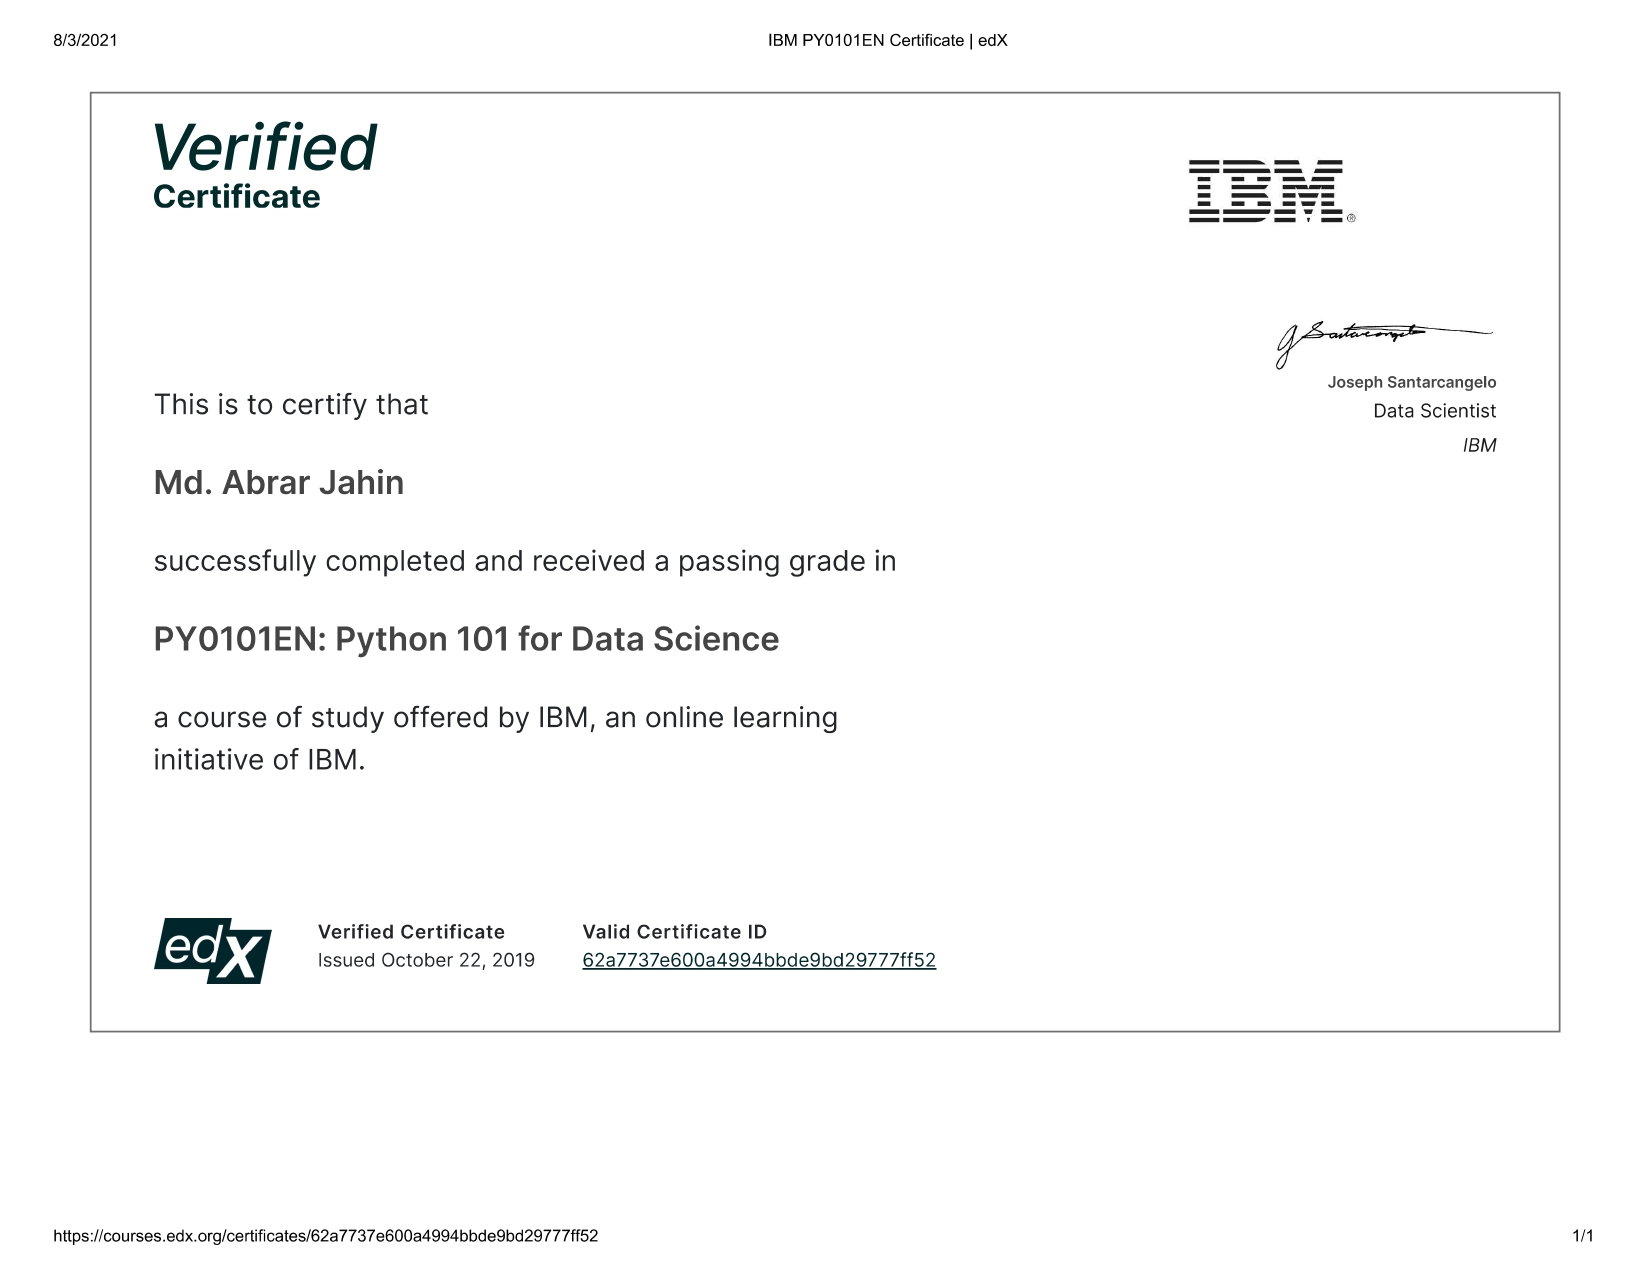 8/3/2021
IBM PY0101EN Certificate | edX
Verified
Certificate
IBM®
J Santarcangelo
Joseph Santarcangelo
Data Scientist
IBM
This is to certify that
Md. Abrar Jahin
successfully completed and received a passing grade in
PY0101EN: Python 101 for Data Science
a course of study offered by IBM, an online learning
initiative of IBM.
edX
Verified Certificate
Issued October 22, 2019
Valid Certificate ID
62a7737e600a4994bbde9bd29777ff52
https://courses.edx.org/certificates/62a7737e600a4994bbde9bd29777ff52
1/1